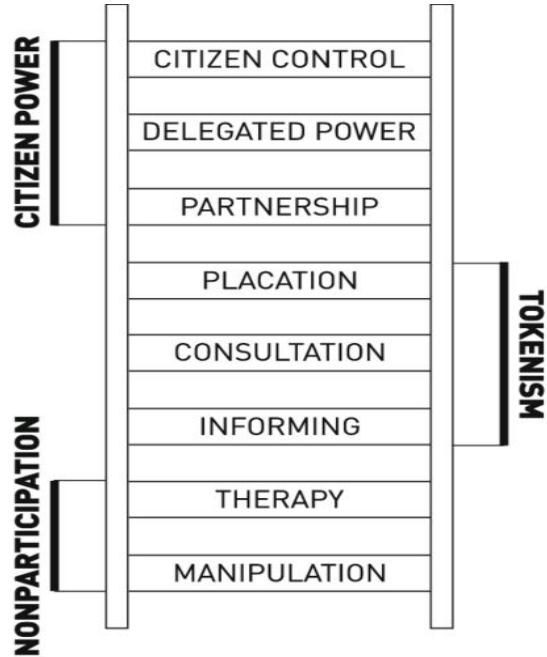 CITIZEN POWER
CITIZEN CONTROL
DELEGATED POWER
PARTNERSHIP
PLACATION
CONSULTATION
INFORMING
TOKENISM
NONPARTICIPATION
THERAPY
MANIPULATION